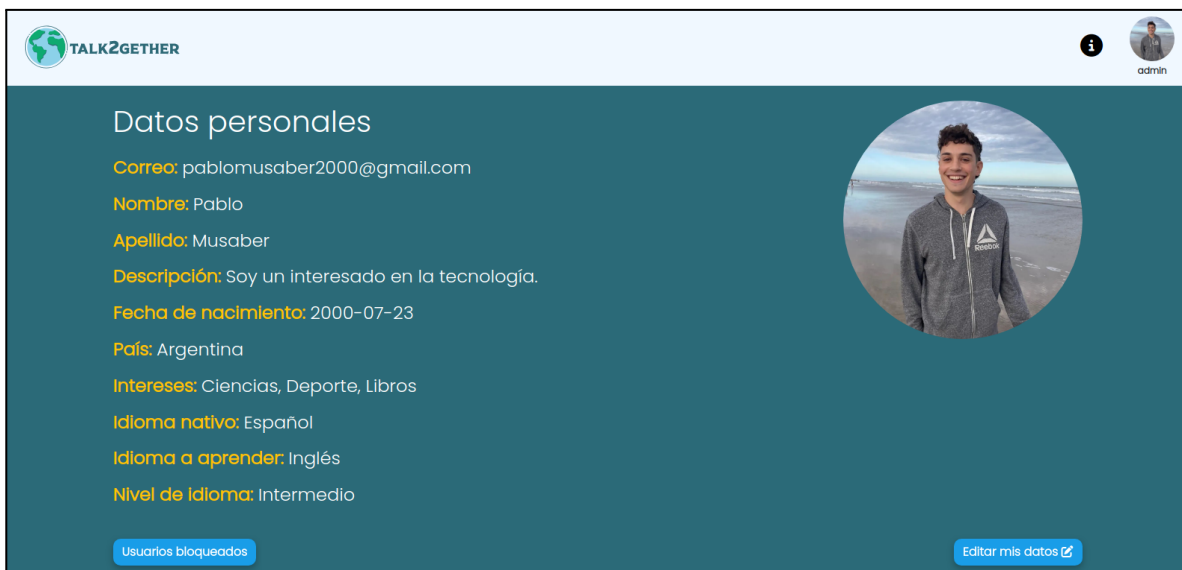 TALK2GETHER
admin
Datos personales
Correo: pablomusaber2000@gmail.com
Nombre: Pablo
Apellido: Musaber
Descripción: Soy un interesado en la tecnología.
Fecha de nacimiento: 2000-07-23
País: Argentina
Intereses: Ciencias, Deporte, Libros
Idioma nativo: Español
Idioma a aprender: Inglés
Nivel de idioma: Intermedio
Reebok
Usuarios bloqueados
Editar mis datos